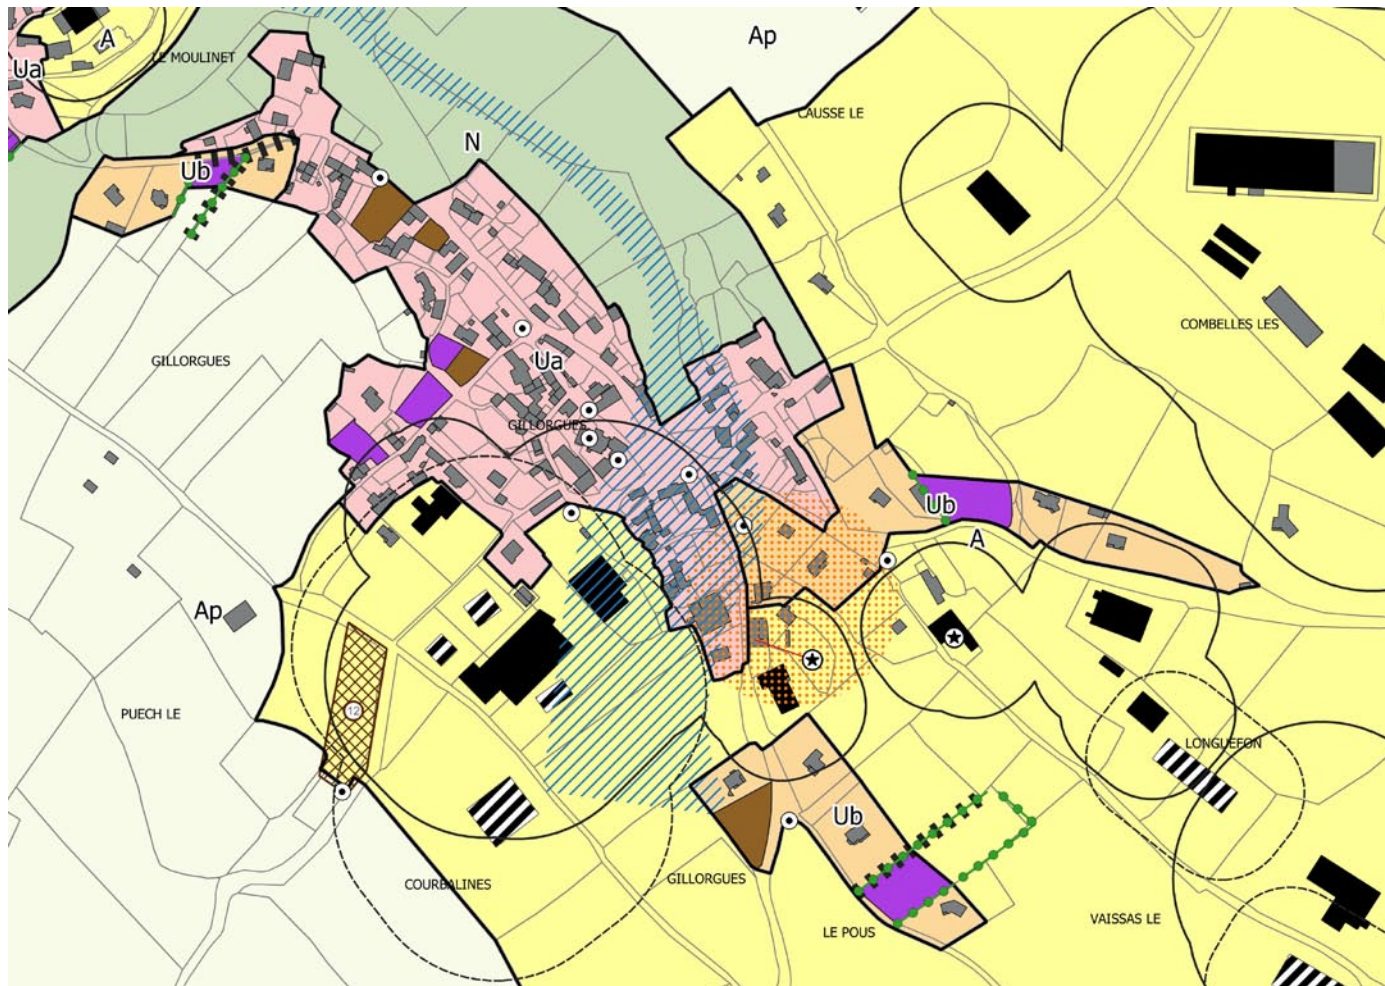 Ap
A
LE MOULINET
Ua
CAUSSE LE
N
Ub
COMBELLES LES
GILLORGUES
Ua
GILLORGUES
Ub
A
Ap
12
PUECH LE
LONGUEFON
Ub
GILLORGUES
COURBALINES
VAISSAS LE
LE POUS